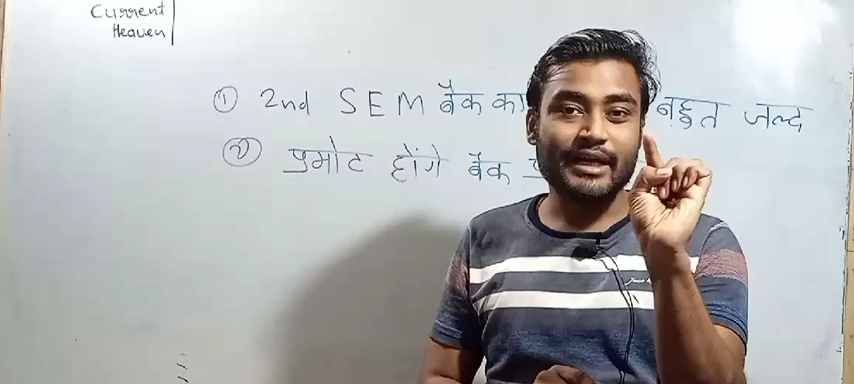 Current
Heaven
① 2nd SEM बैक का बहुत जल्द
② प्रमोट होंगे बैक